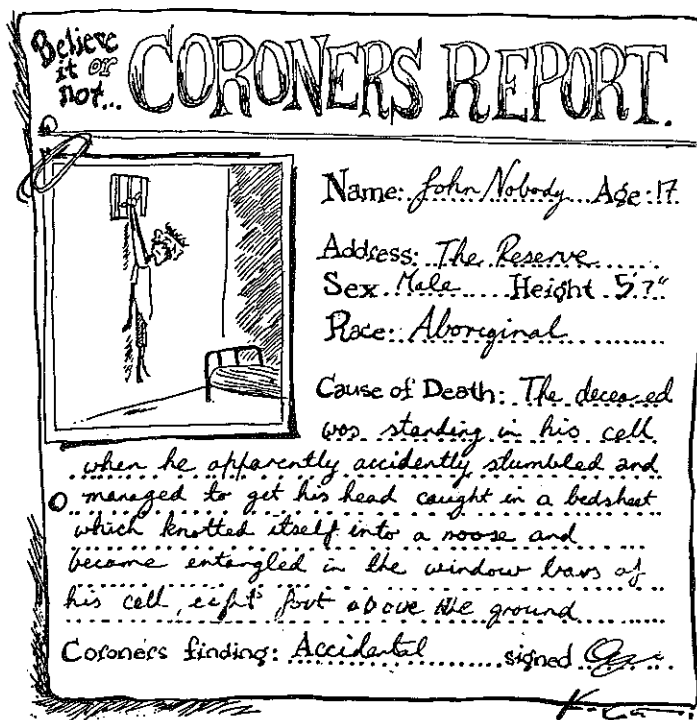 Believe
it or
not...
CORONERS REPORT.
Name: John Nobody Age: 17
Address: The Reserve
Sex Male Height 5'7"
Race: Aboriginal
Cause of Death: The deceased
was standing in his cell
when he apparently accidently stumbled and
managed to get his head caught in a bedsheet
which knotted itself into a noose and
became entangled in the window bars of
his cell, eight foot above the ground
Coroners finding: Accidental signed